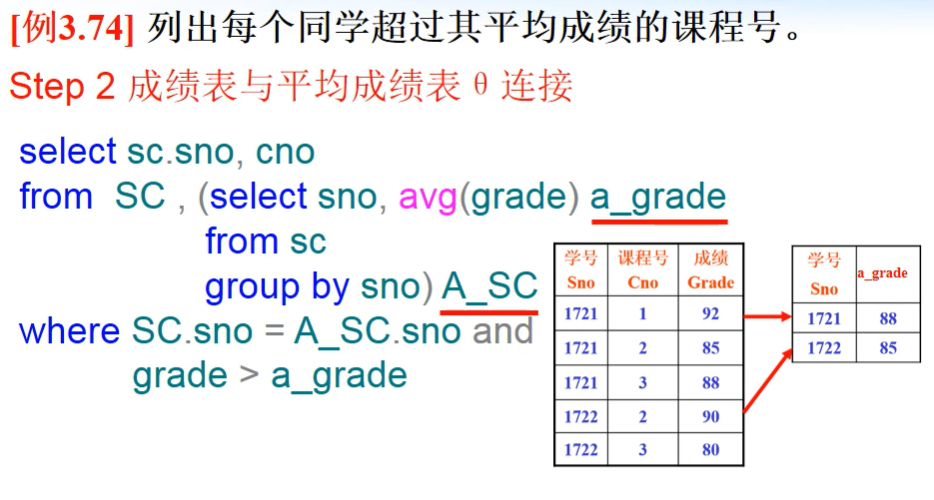 [例3.74] 列出每个同学超过其平均成绩的课程号。
Step 2 成绩表与平均成绩表 θ 连接
select sc.sno, cno
from SC , (select sno, avg(grade) a_grade
from sc
group by sno) A_SC
where SC.sno = A_SC.sno and
grade > a_grade
学号 课程号 成绩
Sno Cno Grade
1721 1 92
1721 2 85
1721 3 88
1722 2 90
1722 3 80
学号 a_grade
Sno
1721 88
1722 85